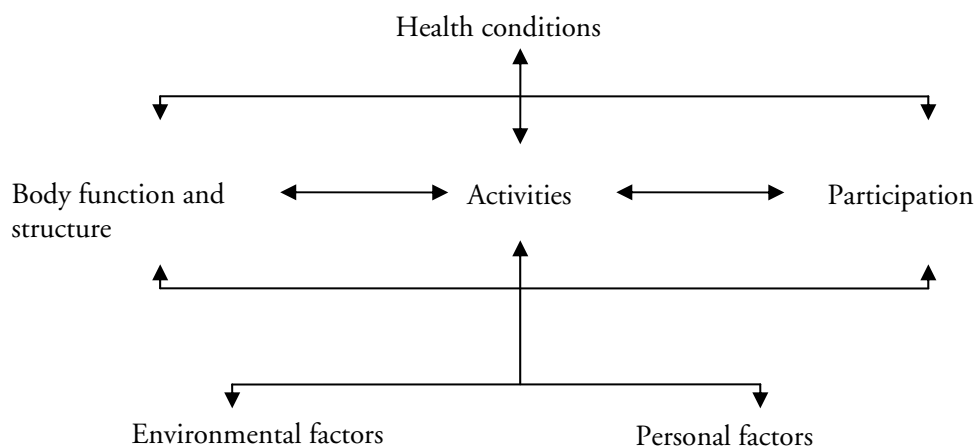 Health conditions
Body function and
structure
Activities
Participation
Environmental factors
Personal factors